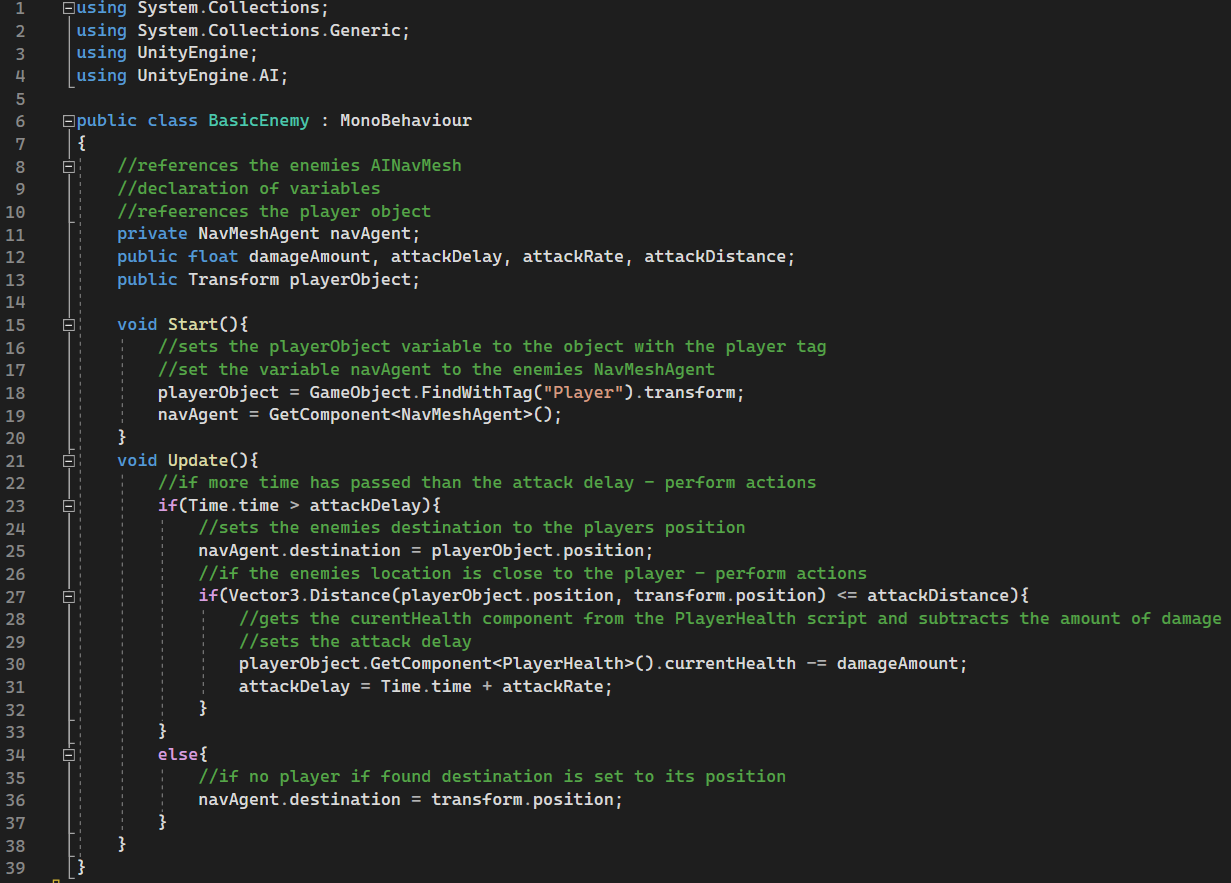 1 using System.Collections;
2 using System.Collections.Generic;
3 using UnityEngine;
4 using UnityEngine.AI;
5
6 public class BasicEnemy : MonoBehaviour
7 {
8 //references the enemies AINavMesh
9 //declaration of variables
10 //refeerences the player object
11 private NavMeshAgent navAgent;
12 public float damageAmount, attackDelay, attackRate, attackDistance;
13 public Transform playerObject;
14
15 void Start(){
16 //sets the playerObject variable to the object with the player tag
17 //set the variable navAgent to the enemies NavMeshAgent
18 playerObject = GameObject.FindWithTag("Player").transform;
19 navAgent = GetComponent<NavMeshAgent>();
20 }
21 void Update(){
22 //if more time has passed than the attack delay - perform actions
23 if(Time.time > attackDelay){
24 //sets the enemies destination to the players position
25 navAgent.destination = playerObject.position;
26 //if the enemies location is close to the player - perform actions
27 if(Vector3.Distance(playerObject.position, transform.position) <= attackDistance){
28 //gets the curentHealth component from the PlayerHealth script and subtracts the amount of damage
29 //sets the attack delay
30 playerObject.GetComponent<PlayerHealth>().currentHealth -= damageAmount;
31 attackDelay = Time.time + attackRate;
32 }
33 }
34 else{
35 //if no player if found destination is set to its position
36 navAgent.destination = transform.position;
37 }
38 }
39 }